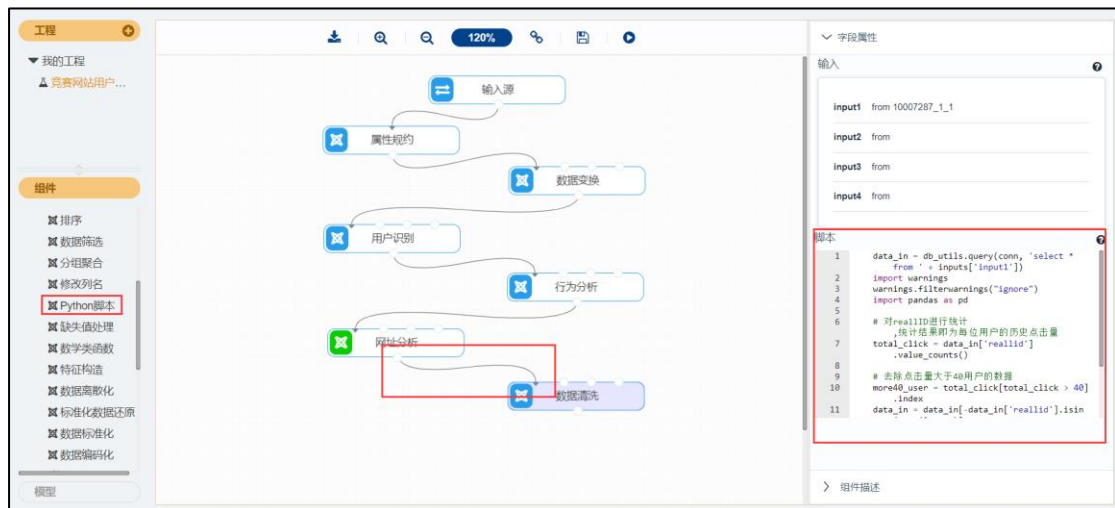 工程
我的工程
竞赛网站用户...
组件
排序
数据筛选
分组聚合
修改列名
Python脚本
缺失值处理
数学类函数
特征构造
数据离散化
标准化数据还原
数据标准化
数据编码化
模型
120%
输入源
属性规约
数据变换
用户识别
行为分析
网址分析
数据清洗
字段属性
输入
input1 from 10007287_1_1
input2 from
input3 from
input4 from
脚本
1 data_in = db_utils.query(conn, 'select *
from ' + inputs['input1'])
2 import warnings
3 warnings.filterwarnings("ignore")
4 import pandas as pd
5
6 # 对reallID进行统计
,统计结果即为每位用户的历史点击量
7 total_click = data_in['reallid']
.value_counts()
8
9 # 去除点击量大于40用户的数据
10 more40_user = total_click[total_click > 40]
.index
11 data_in = data_in[-data_in['reallid'].isin
组件描述